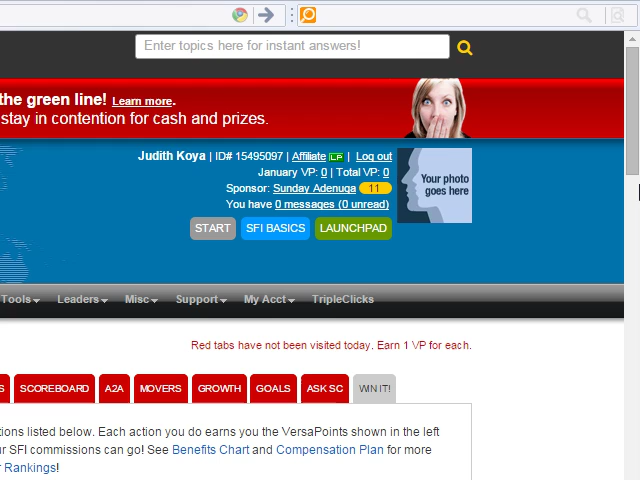 Enter topics here for instant answers!
the green line! Learn more.
stay in contention for cash and prizes.
Judith Koya | ID# 15495097 | Affiliate LP | Log out
January VP: 0 | Total VP: 0
Sponsor: Sunday Adenuga 11
You have 0 messages (0 unread)
Your photo
goes here
START SFI BASICS LAUNCHPAD
Tools Leaders Misc Support My Acct TripleClicks
Red tabs have not been visited today. Earn 1 VP for each.
S SCOREBOARD A2A MOVERS GROWTH GOALS ASK SC WIN IT!
tions listed below. Each action you do earns you the VersaPoints shown in the left
ur SFI commissions can go! See Benefits Chart and Compensation Plan for more
r Rankings!